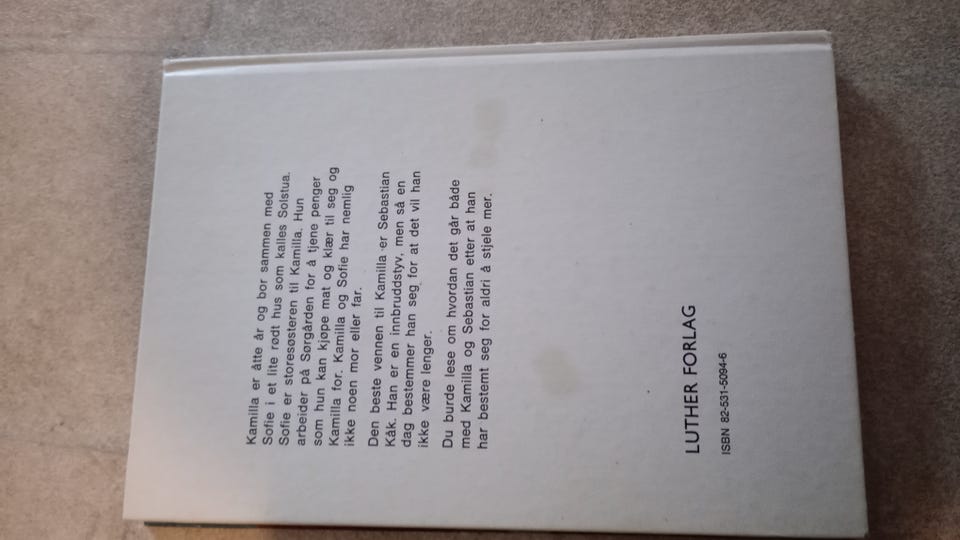 Kamilla er åtte år og bor sammen med
Sofie i et lite rødt hus som kalles Solstua.
Sofie er storesøsteren til Kamilla. Hun
arbeider på Sørgården for å tjene penger
som hun kan kjøpe mat og klær til seg og
Kamilla for. Kamilla og Sofie har nemlig
ikke noen mor eller far.
Den beste vennen til Kamilla er Sebastian
Kåk. Han er en innbruddstyv, men så en
dag bestemmer han seg for at det vil han
ikke være lenger.
Du burde lese om hvordan det går både
med Kamilla og Sebastian etter at han
har bestemt seg for aldri å stjele mer.
LUTHER FORLAG
ISBN 82-531-5094-6